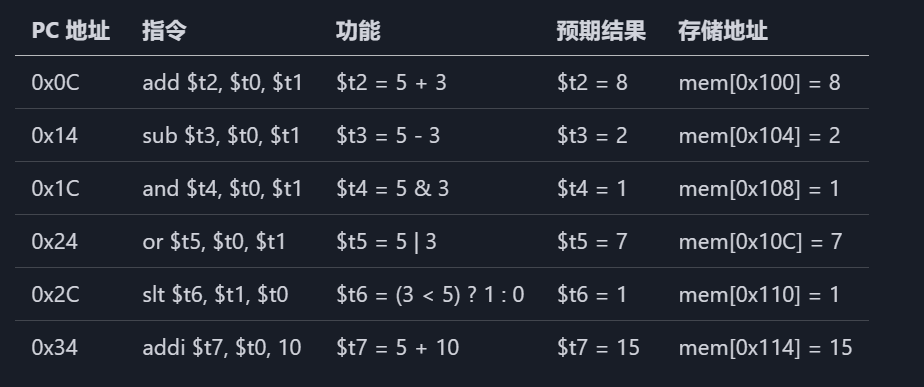 PC 地址 指令 功能 预期结果 存储地址
0x0C add $t2, $t0, $t1 $t2 = 5 + 3 $t2 = 8 mem[0x100] = 8
0x14 sub $t3, $t0, $t1 $t3 = 5 - 3 $t3 = 2 mem[0x104] = 2
0x1C and $t4, $t0, $t1 $t4 = 5 & 3 $t4 = 1 mem[0x108] = 1
0x24 or $t5, $t0, $t1 $t5 = 5 | 3 $t5 = 7 mem[0x10C] = 7
0x2C slt $t6, $t1, $t0 $t6 = (3 < 5) ? 1 : 0 $t6 = 1 mem[0x110] = 1
0x34 addi $t7, $t0, 10 $t7 = 5 + 10 $t7 = 15 mem[0x114] = 15